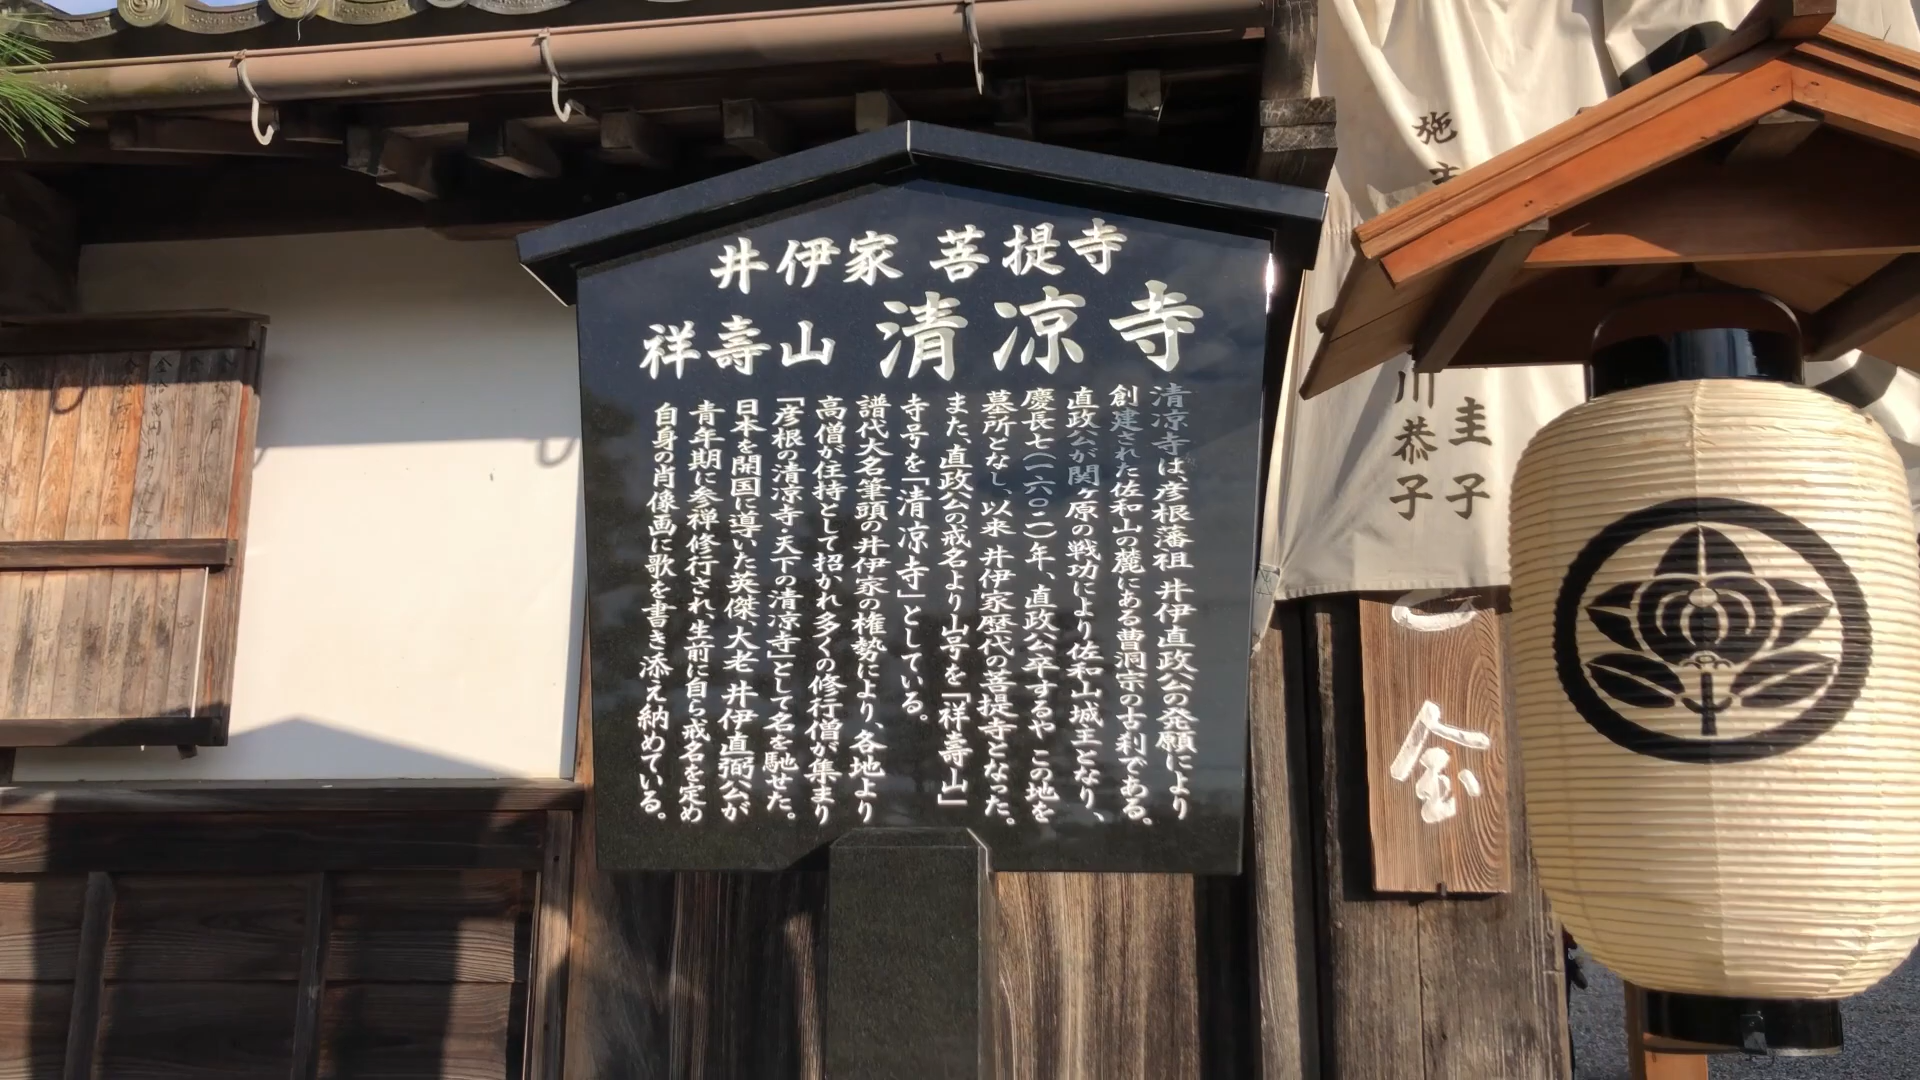 井伊家 菩提寺
祥壽山 清凉寺
清凉寺は、彦根藩祖 井伊直政公の発願により
創建された佐和山の麓にある曹洞宗の古刹である。
直政公が関ヶ原の戦功により佐和山城主となり、
慶長七(一六〇二)年、直政公卒するや この地を
墓所となし、以来 井伊家歴代の菩提寺となった。
また、直政公の戒名より山号を「祥壽山」
寺号を「清凉寺」としている。
譜代大名筆頭の井伊家の権勢により、各地より
高僧が住持として招かれ多くの修行僧が集まり
「彦根の清凉寺 天下の清凉寺」として名を馳せた。
日本を開国に導いた英傑、大老 井伊直弼公が
青年期に参禅修行され、生前に自ら戒名を定め
自身の肖像画に歌を書き添え納めている。
施
圭子
川恭子
金